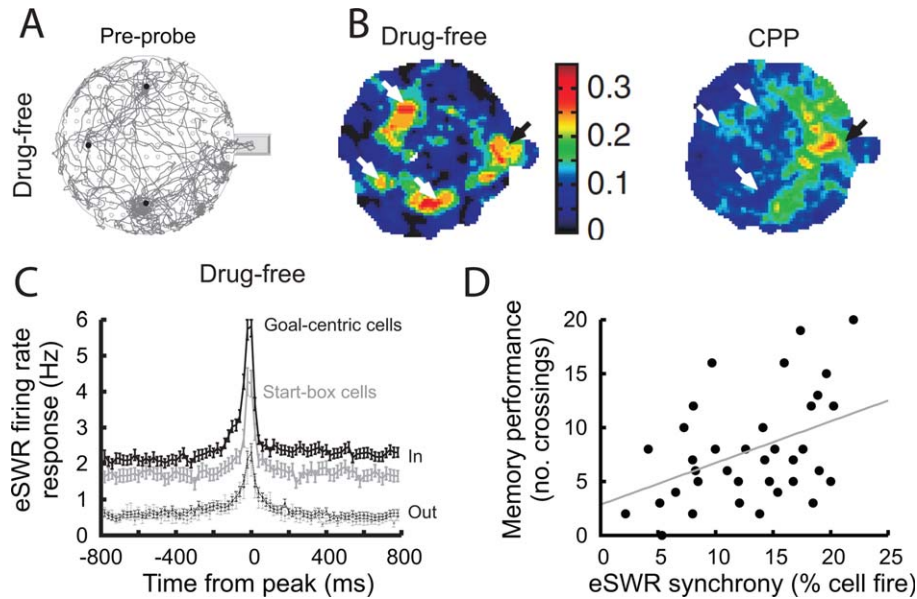 A
Pre-probe
Drug-free
B
Drug-free
CPP
0.3
0.2
0.1
0
C
Drug-free
eSWR firing rate
response (Hz)
6
5
4
3
2
1
0
Goal-centric cells
Start-box cells
In
Out
-800 -400 0 400 800
Time from peak (ms)
D
Memory performance
(no. crossings)
20
15
10
5
0
0 5 10 15 20 25
eSWR synchrony (% cell fire)